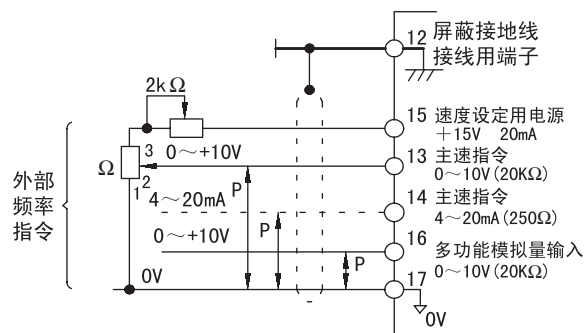 12 屏蔽接地线
接线用端子
2kΩ
15 速度设定用电源
+15V 20mA
3
0～+10V
13 主速指令
0～10V(20KΩ)
Ω
1
2
外部
频率
指令
4～20mA
P
14 主速指令
4～20mA(250Ω)
P
0～+10V
16 多功能模拟量输入
0～10V(20KΩ)
P
0V
17
0V